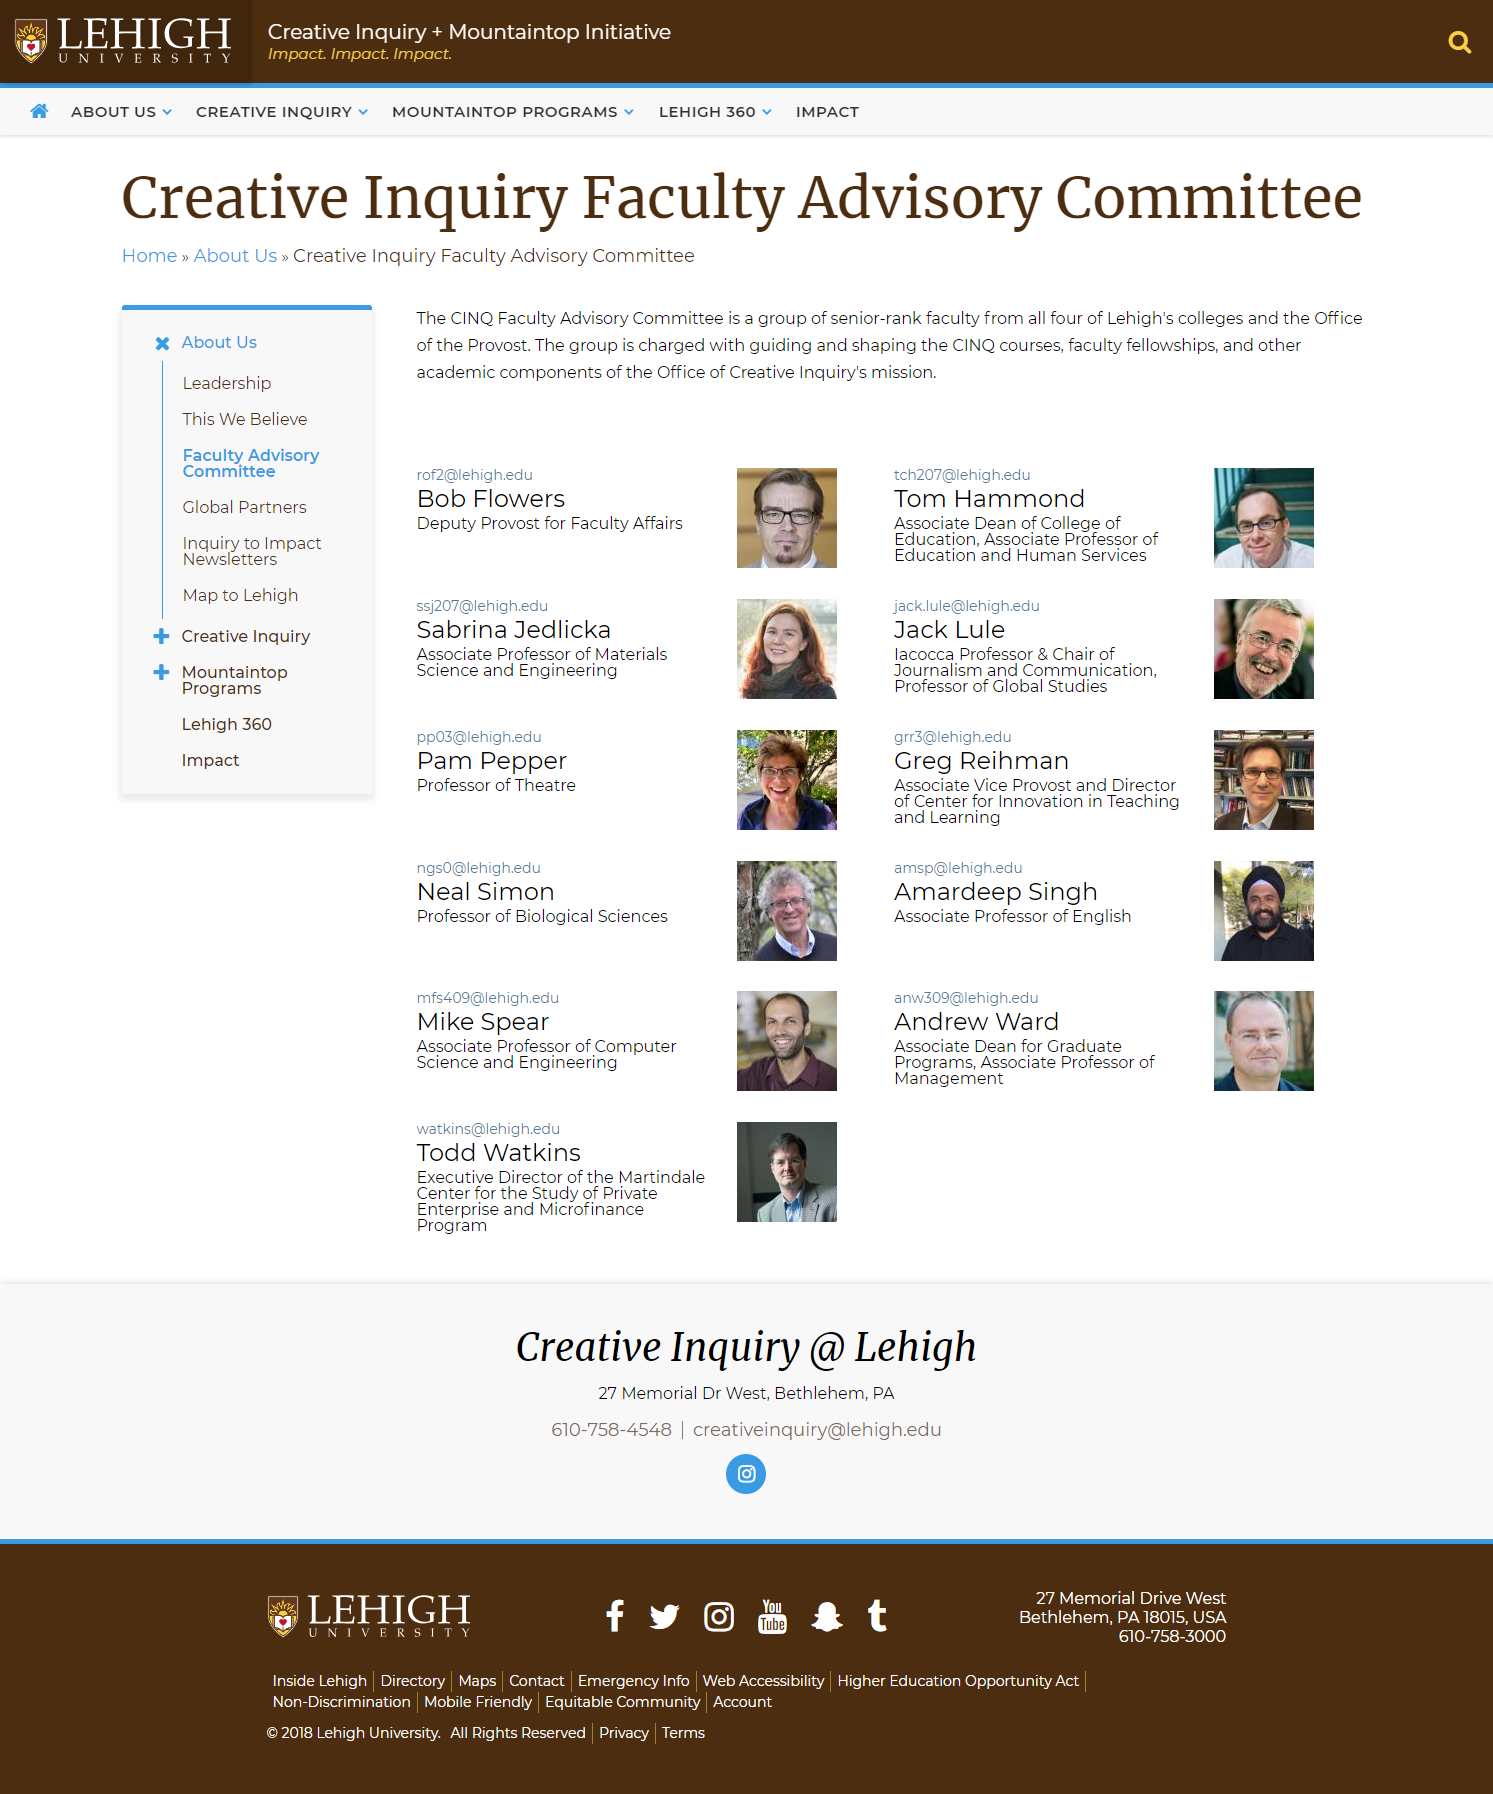 LEHIGH
UNIVERSITY
Creative Inquiry + Mountaintop Initiative
Impact. Impact. Impact.
ABOUT US
CREATIVE INQUIRY
MOUNTAINTOP PROGRAMS
LEHIGH 360
IMPACT
Creative Inquiry Faculty Advisory Committee
Home » About Us » Creative Inquiry Faculty Advisory Committee
About Us
Leadership
This We Believe
Faculty Advisory
Committee
Global Partners
Inquiry to Impact
Newsletters
Map to Lehigh
Creative Inquiry
Mountaintop
Programs
Lehigh 360
Impact
The CINQ Faculty Advisory Committee is a group of senior-rank faculty from all four of Lehigh's colleges and the Office
of the Provost. The group is charged with guiding and shaping the CINQ courses, faculty fellowships, and other
academic components of the Office of Creative Inquiry's mission.
rof2@lehigh.edu
Bob Flowers
Deputy Provost for Faculty Affairs
tch207@lehigh.edu
Tom Hammond
Associate Dean of College of
Education, Associate Professor of
Education and Human Services
ssj207@lehigh.edu
Sabrina Jedlicka
Associate Professor of Materials
Science and Engineering
jack.lule@lehigh.edu
Jack Lule
Iacocca Professor & Chair of
Journalism and Communication,
Professor of Global Studies
pp03@lehigh.edu
Pam Pepper
Professor of Theatre
grr3@lehigh.edu
Greg Reihman
Associate Vice Provost and Director
of Center for Innovation in Teaching
and Learning
ngs0@lehigh.edu
Neal Simon
Professor of Biological Sciences
amsp@lehigh.edu
Amardeep Singh
Associate Professor of English
mfs409@lehigh.edu
Mike Spear
Associate Professor of Computer
Science and Engineering
anw309@lehigh.edu
Andrew Ward
Associate Dean for Graduate
Programs, Associate Professor of
Management
watkins@lehigh.edu
Todd Watkins
Executive Director of the Martindale
Center for the Study of Private
Enterprise and Microfinance
Program
Creative Inquiry @ Lehigh
27 Memorial Dr West, Bethlehem, PA
610-758-4548 | creativeinquiry@lehigh.edu
LEHIGH
UNIVERSITY
You
Tube
27 Memorial Drive West
Bethlehem, PA 18015, USA
610-758-3000
Inside Lehigh | Directory | Maps | Contact | Emergency Info | Web Accessibility | Higher Education Opportunity Act |
Non-Discrimination | Mobile Friendly | Equitable Community | Account
© 2018 Lehigh University. All Rights Reserved | Privacy | Terms